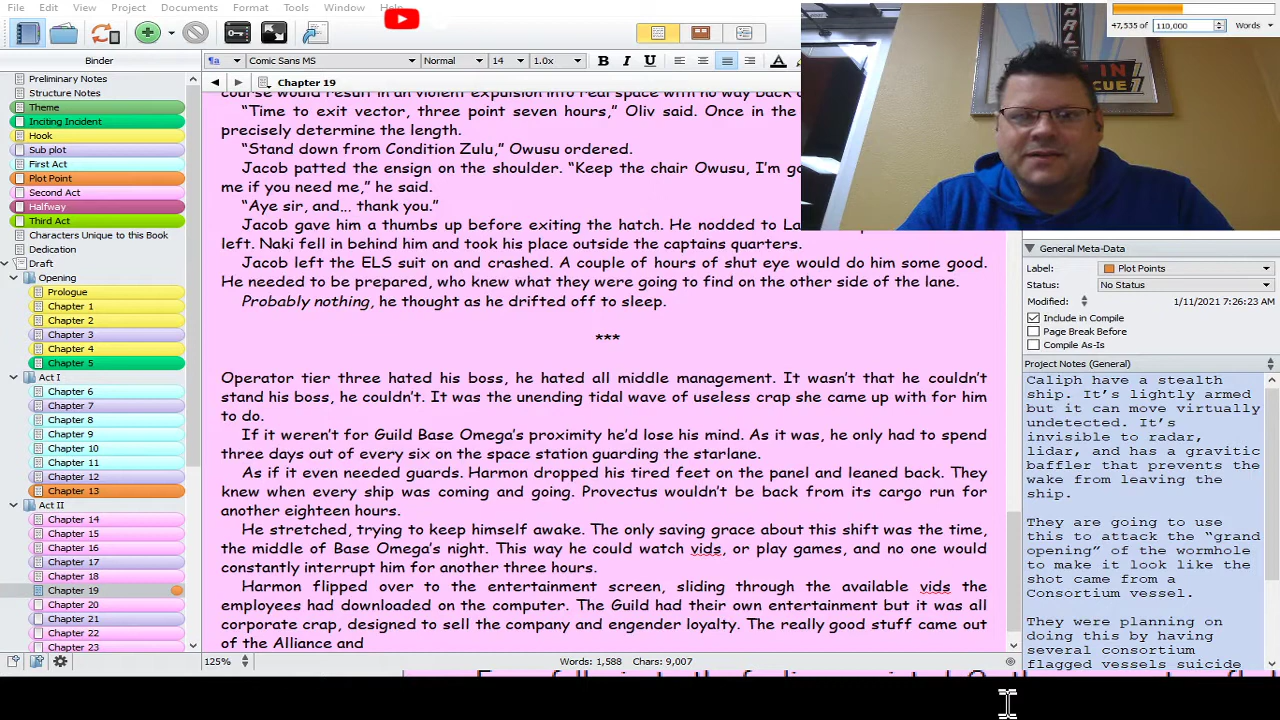 File Edit View Project Documents Format Tools Window Help
47,535 of 110,000 Words
Comic Sans MS Normal 14 1.0x B I U A
Binder
Chapter 19
Preliminary Notes
Structure Notes
Theme
Inciting Incident
Hook
Sub plot
First Act
Plot Point
Second Act
Halfway
Third Act
Characters Unique to this Book
Dedication
Draft
Opening
Prologue
Chapter 1
Chapter 2
Chapter 3
Chapter 4
Chapter 5
Act I
Chapter 6
Chapter 7
Chapter 8
Chapter 9
Chapter 10
Chapter 11
Chapter 12
Chapter 13
Act II
Chapter 14
Chapter 15
Chapter 16
Chapter 17
Chapter 18
Chapter 19
Chapter 20
Chapter 21
Chapter 22
Chapter 23
course would result in an violent expulsion into real space with no way back
“Time to exit vector, three point seven hours,” Oliv said. Once in the
precisely determine the length.
“Stand down from Condition Zulu,” Owusu ordered.
Jacob patted the ensign on the shoulder. “Keep the chair Owusu, I’m
me if you need me,” he said.
“Aye sir, and... thank you.”
Jacob gave him a thumbs up before exiting the hatch. He nodded to
left. Naki fell in behind him and took his place outside the captains quarters.
Jacob left the ELS suit on and crashed. A couple of hours of shut eye would do him some good.
He needed to be prepared, who knew what they were going to find on the other side of the lane.
Probably nothing, he thought as he drifted off to sleep.
***
Operator tier three hated his boss, he hated all middle management. It wasn’t that he couldn’t
stand his boss, he couldn’t. It was the unending tidal wave of useless crap she came up with for him
to do.
If it weren’t for Guild Base Omega’s proximity he’d lose his mind. As it was, he only had to spend
three days out of every six on the space station guarding the starlane.
As if it even needed guards. Harmon dropped his tired feet on the panel and leaned back. They
knew when every ship was coming and going. Provectus wouldn’t be back from its cargo run for
another eighteen hours.
He stretched, trying to keep himself awake. The only saving grace about this shift was the time,
the middle of Base Omega’s night. This way he could watch vids, or play games, and no one would
constantly interrupt him for another three hours.
Harmon flipped over to the entertainment screen, sliding through the available vids the
employees had downloaded on the computer. The Guild had their own entertainment but it was all
corporate crap, designed to sell the company and engender loyalty. The really good stuff came out
of the Alliance and
125% Words: 1,588 Chars: 9,007
General Meta-Data
Label: Plot Points
Status: No Status
Modified: 1/11/2021 7:26:23 AM
Include in Compile
Page Break Before
Compile As-Is
Project Notes (General)
Caliph have a stealth
ship. It’s lightly armed
but it can move virtually
undetected. It’s
invisible to radar,
lidar, and has a gravitic
baffler that prevents the
wake from leaving the
ship.
They are going to use
this to attack the “grand
opening” of the wormhole
to make it look like the
shot came from a
Consortium vessel.
They were planning on
doing this by having
several consortium
flagged vessels suicide